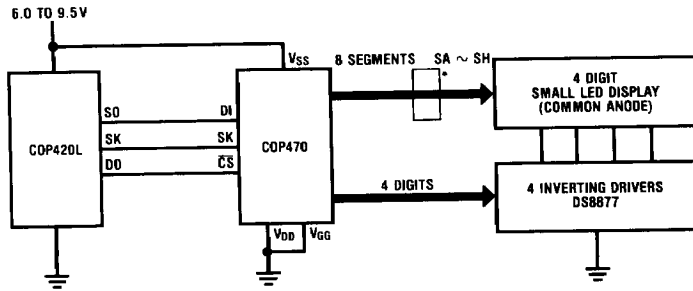 6.0 TO 9.5V
COP420L
SO
SK
DO
DI
SK
CS
COP470
VSS
VDD
VGG
8 SEGMENTS SA ~ SH
*
4 DIGITS
4 DIGIT
SMALL LED DISPLAY
(COMMON ANODE)
4 INVERTING DRIVERS
DS8877